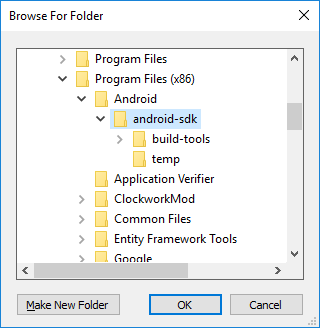 Browse For Folder
Program Files
Program Files (x86)
Android
android-sdk
build-tools
temp
Application Verifier
ClockworkMod
Common Files
Entity Framework Tools
Google
Make New Folder
OK
Cancel